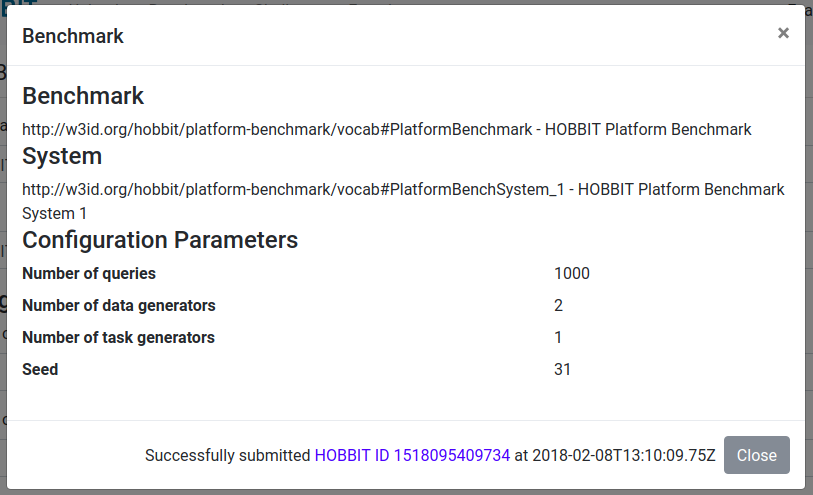 Benchmark
×
Benchmark
http://w3id.org/hobbit/platform-benchmark/vocab#PlatformBenchmark - HOBBIT Platform Benchmark
System
http://w3id.org/hobbit/platform-benchmark/vocab#PlatformBenchSystem_1 - HOBBIT Platform Benchmark
System 1
Configuration Parameters
Number of queries 1000
Number of data generators 2
Number of task generators 1
Seed 31
Successfully submitted HOBBIT ID 1518095409734 at 2018-02-08T13:10:09.75Z Close